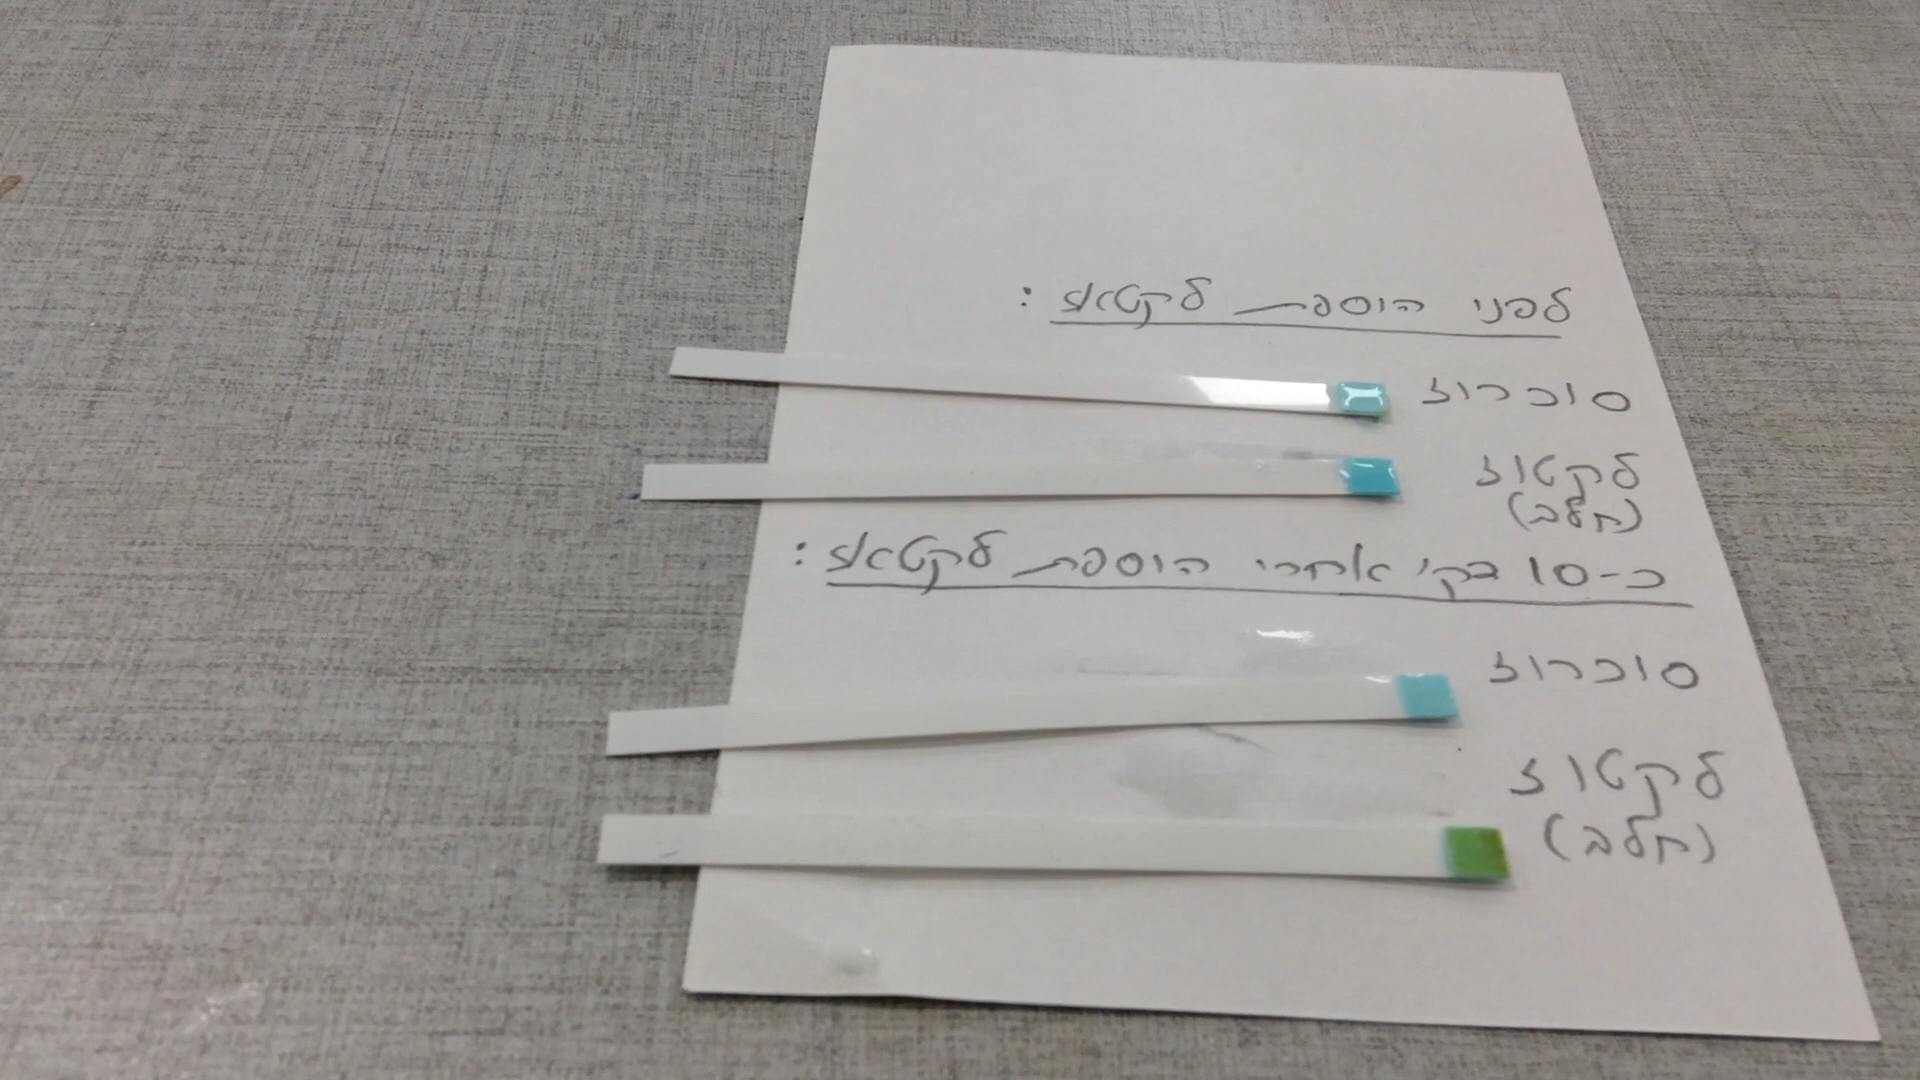 לפני הוספת לקטאז:
סוכרוז
לקטוז
(חלב)
כ-10 דק' אחרי הוספת לקטאז:
סוכרוז
לקטוז
(חלב)